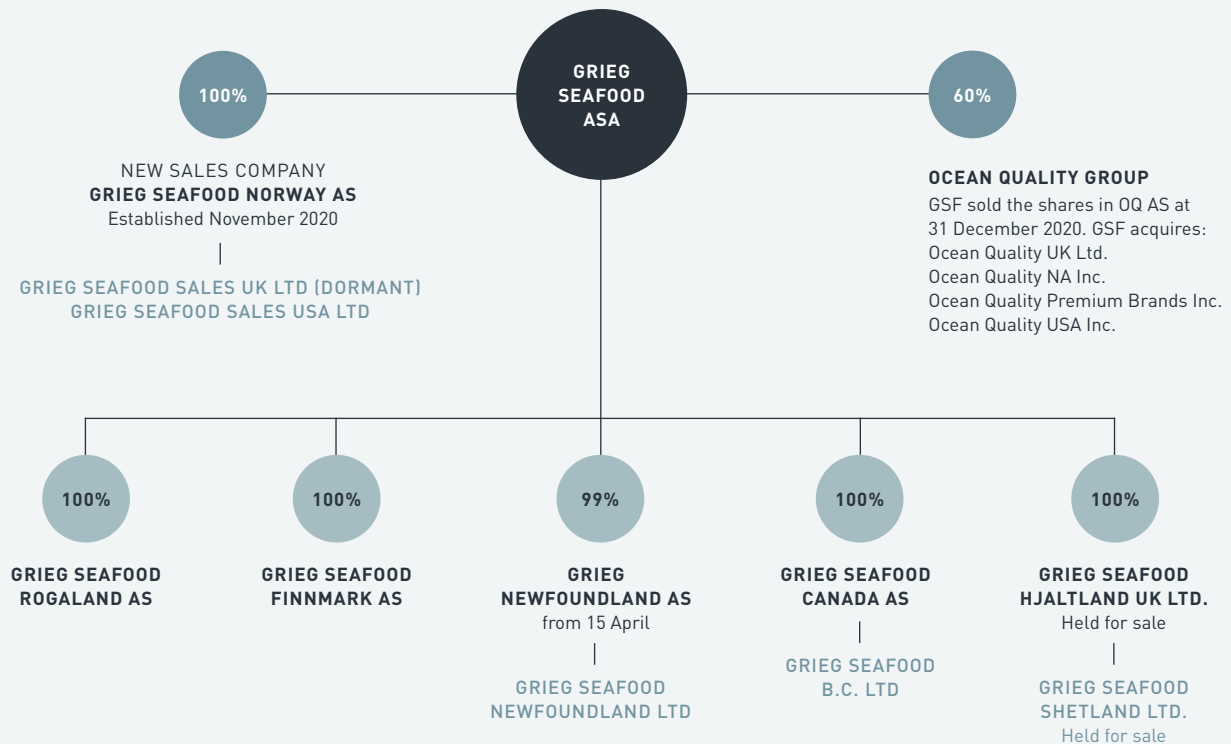 GRIEG
SEAFOOD
ASA
100%
NEW SALES COMPANY
GRIEG SEAFOOD NORWAY AS
Established November 2020
GRIEG SEAFOOD SALES UK LTD (DORMANT)
GRIEG SEAFOOD SALES USA LTD
60%
OCEAN QUALITY GROUP
GSF sold the shares in OQ AS at
31 December 2020. GSF acquires:
Ocean Quality UK Ltd.
Ocean Quality NA Inc.
Ocean Quality Premium Brands Inc.
Ocean Quality USA Inc.
100%
GRIEG SEAFOOD
ROGALAND AS
100%
GRIEG SEAFOOD
FINNMARK AS
99%
GRIEG
NEWFOUNDLAND AS
from 15 April
GRIEG SEAFOOD
NEWFOUNDLAND LTD
100%
GRIEG SEAFOOD
CANADA AS
GRIEG SEAFOOD
B.C. LTD
100%
GRIEG SEAFOOD
HJALTLAND UK LTD.
Held for sale
GRIEG SEAFOOD
SHETLAND LTD.
Held for sale